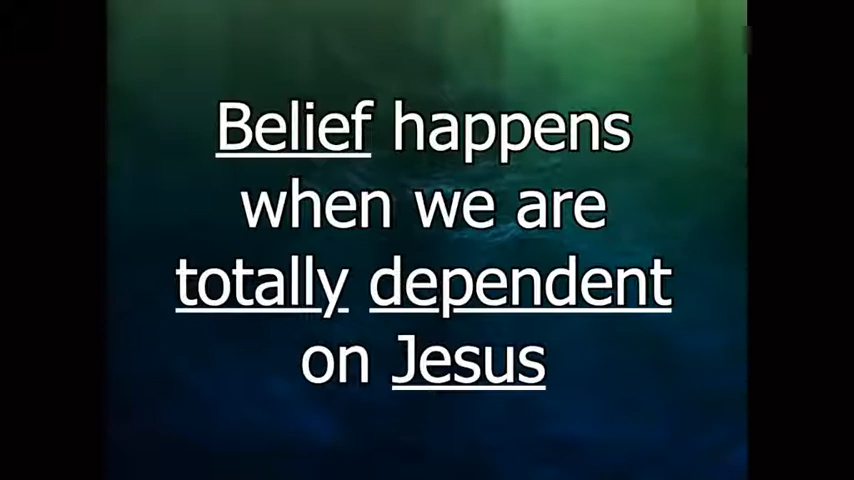 Belief happens
when we are
totally dependent
on Jesus